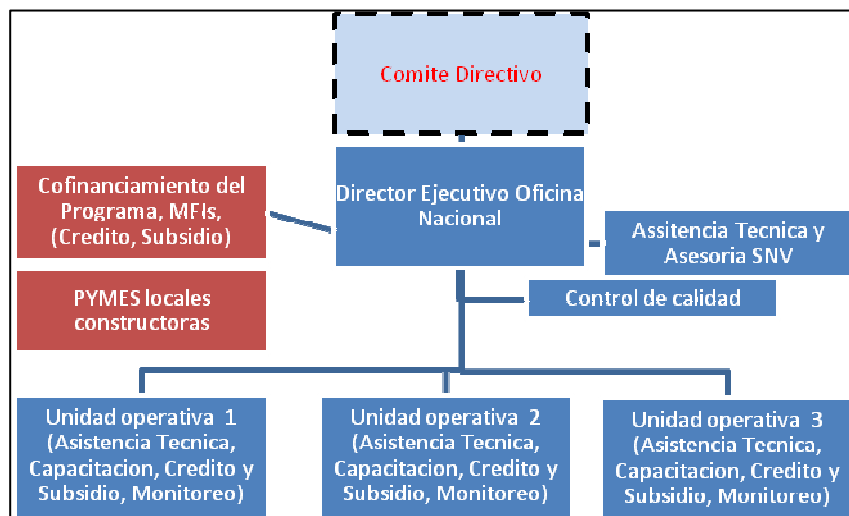 Comite Directivo
Cofinanciamiento del
Programa, MFIs,
(Credito, Subsidio)
Director Ejecutivo Oficina
Nacional
Assitencia Tecnica y
Asesoria SNV
PYMES locales
constructoras
Control de calidad
Unidad operativa 1
(Asistencia Tecnica,
Capacitacion, Credito y
Subsidio, Monitoreo)
Unidad operativa 2
(Asistencia Tecnica,
Capacitacion, Credito y
Subsidio, Monitoreo)
Unidad operativa 3
(Asistencia Tecnica,
Capacitacion, Credito y
Subsidio, Monitoreo)